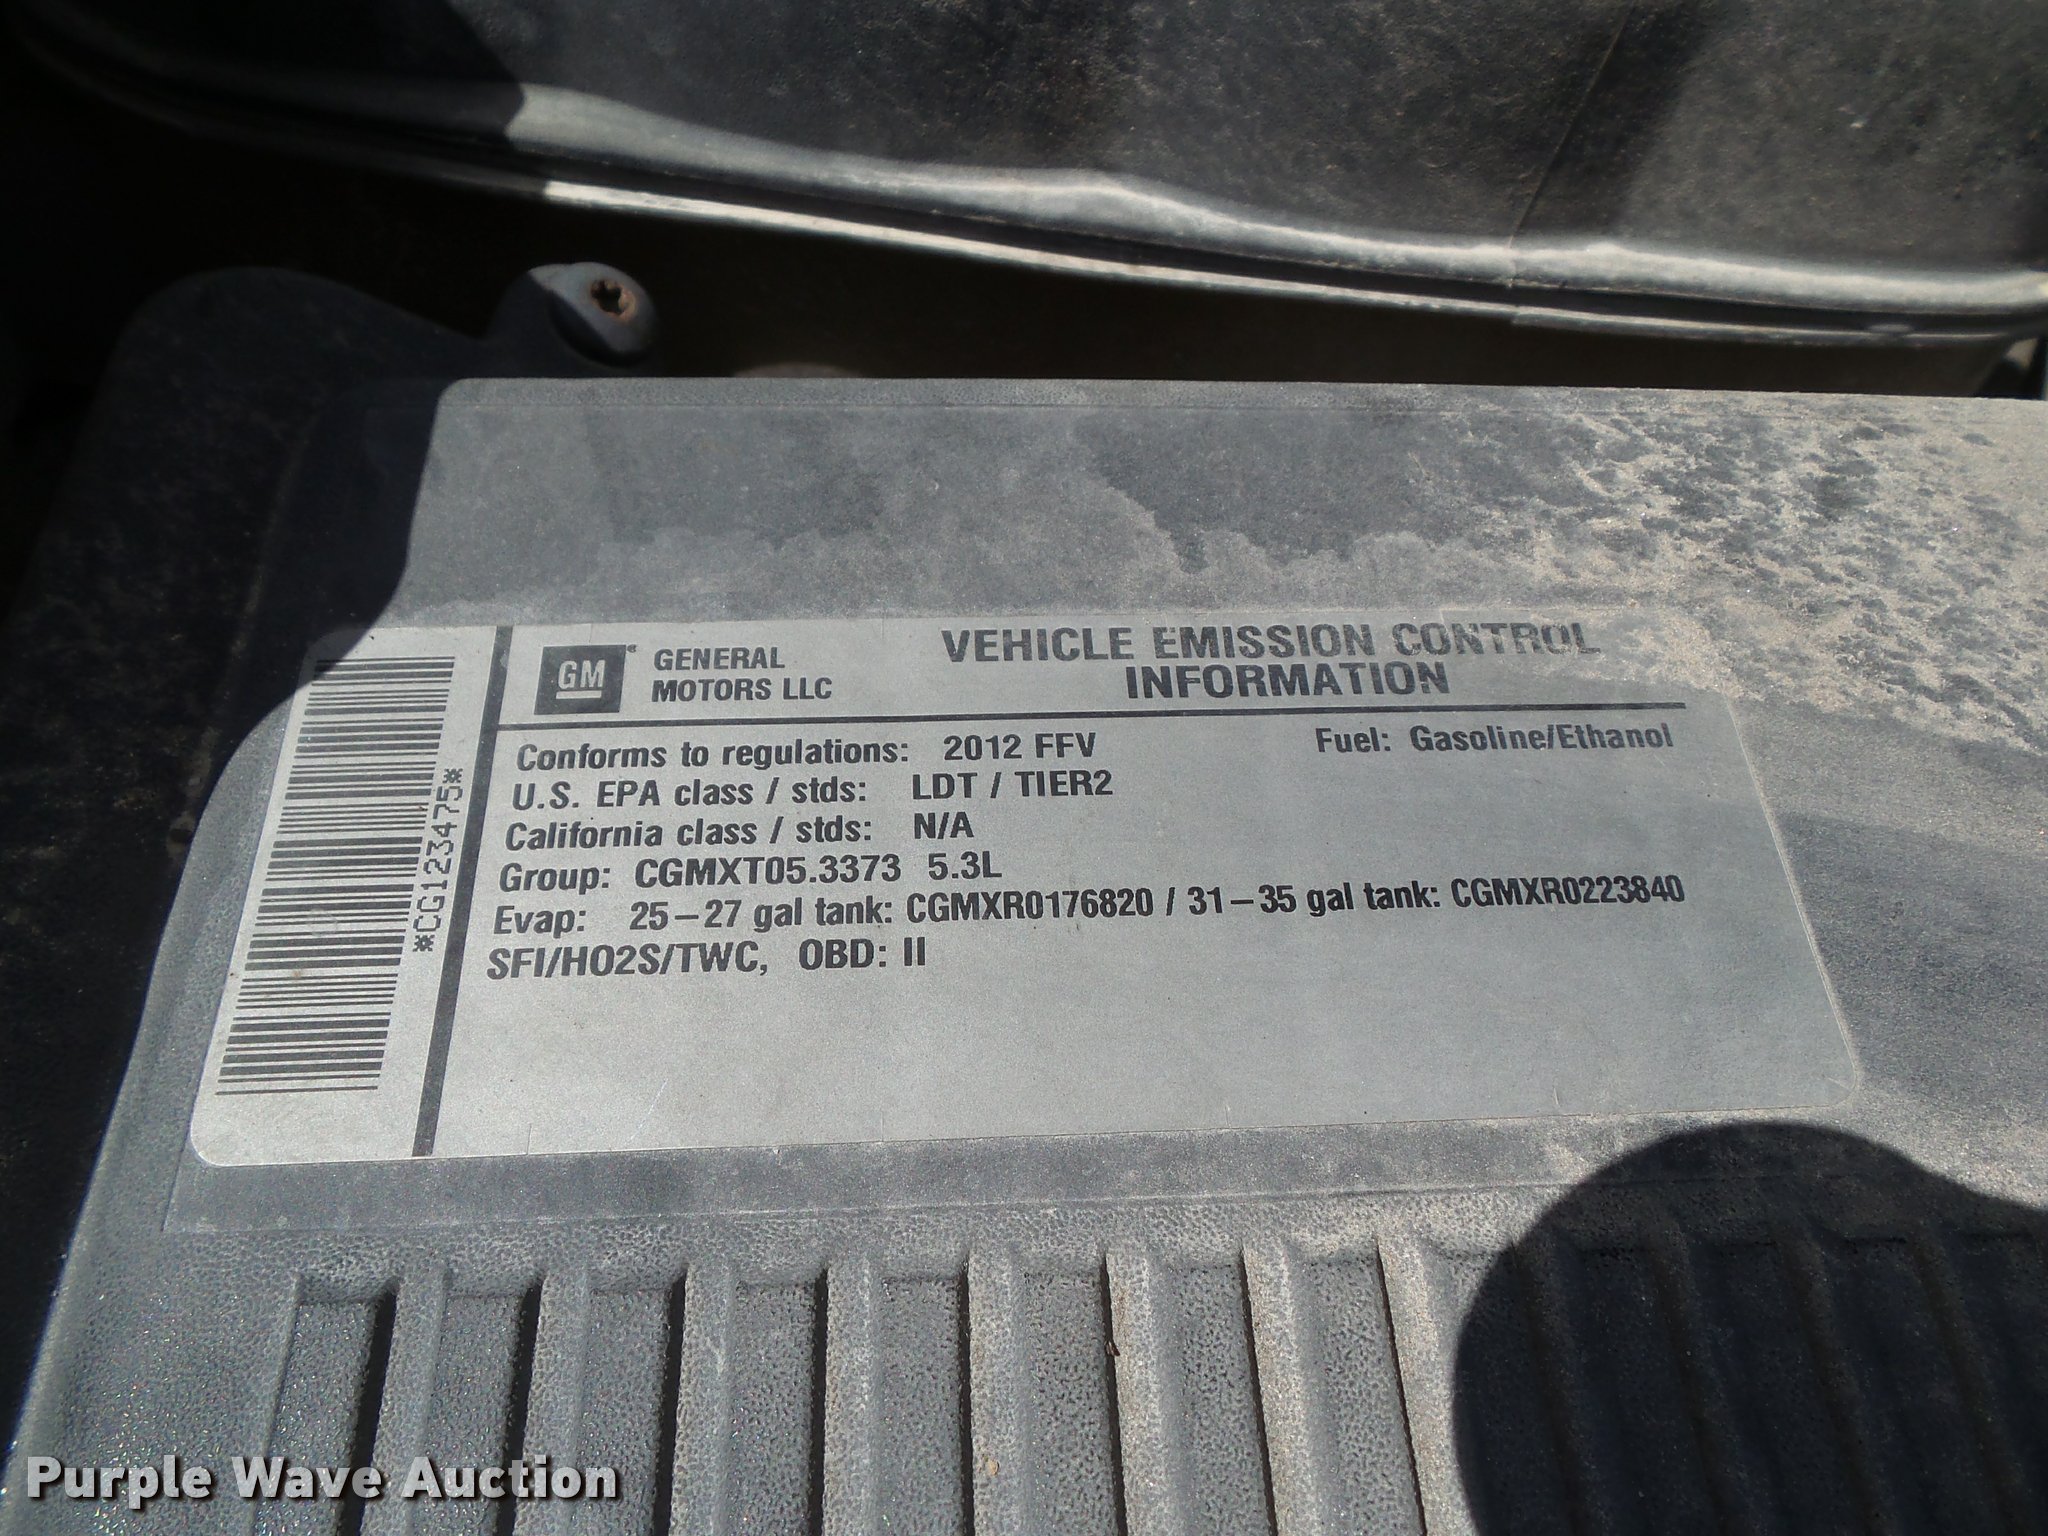 GM
GENERAL
MOTORS LLC
VEHICLE EMISSION CONTROL
INFORMATION
Conforms to regulations: 2012 FFV
Fuel: Gasoline/Ethanol
U.S. EPA class / stds: LDT / TIER2
California class / stds: N/A
Group: CGMXT05.3373 5.3L
Evap: 25-27 gal tank: CGMXR0176820 / 31-35 gal tank: CGMXR0223840
SFI/HO2S/TWC, OBD: II
*CG1234475*
Purple Wave Auction